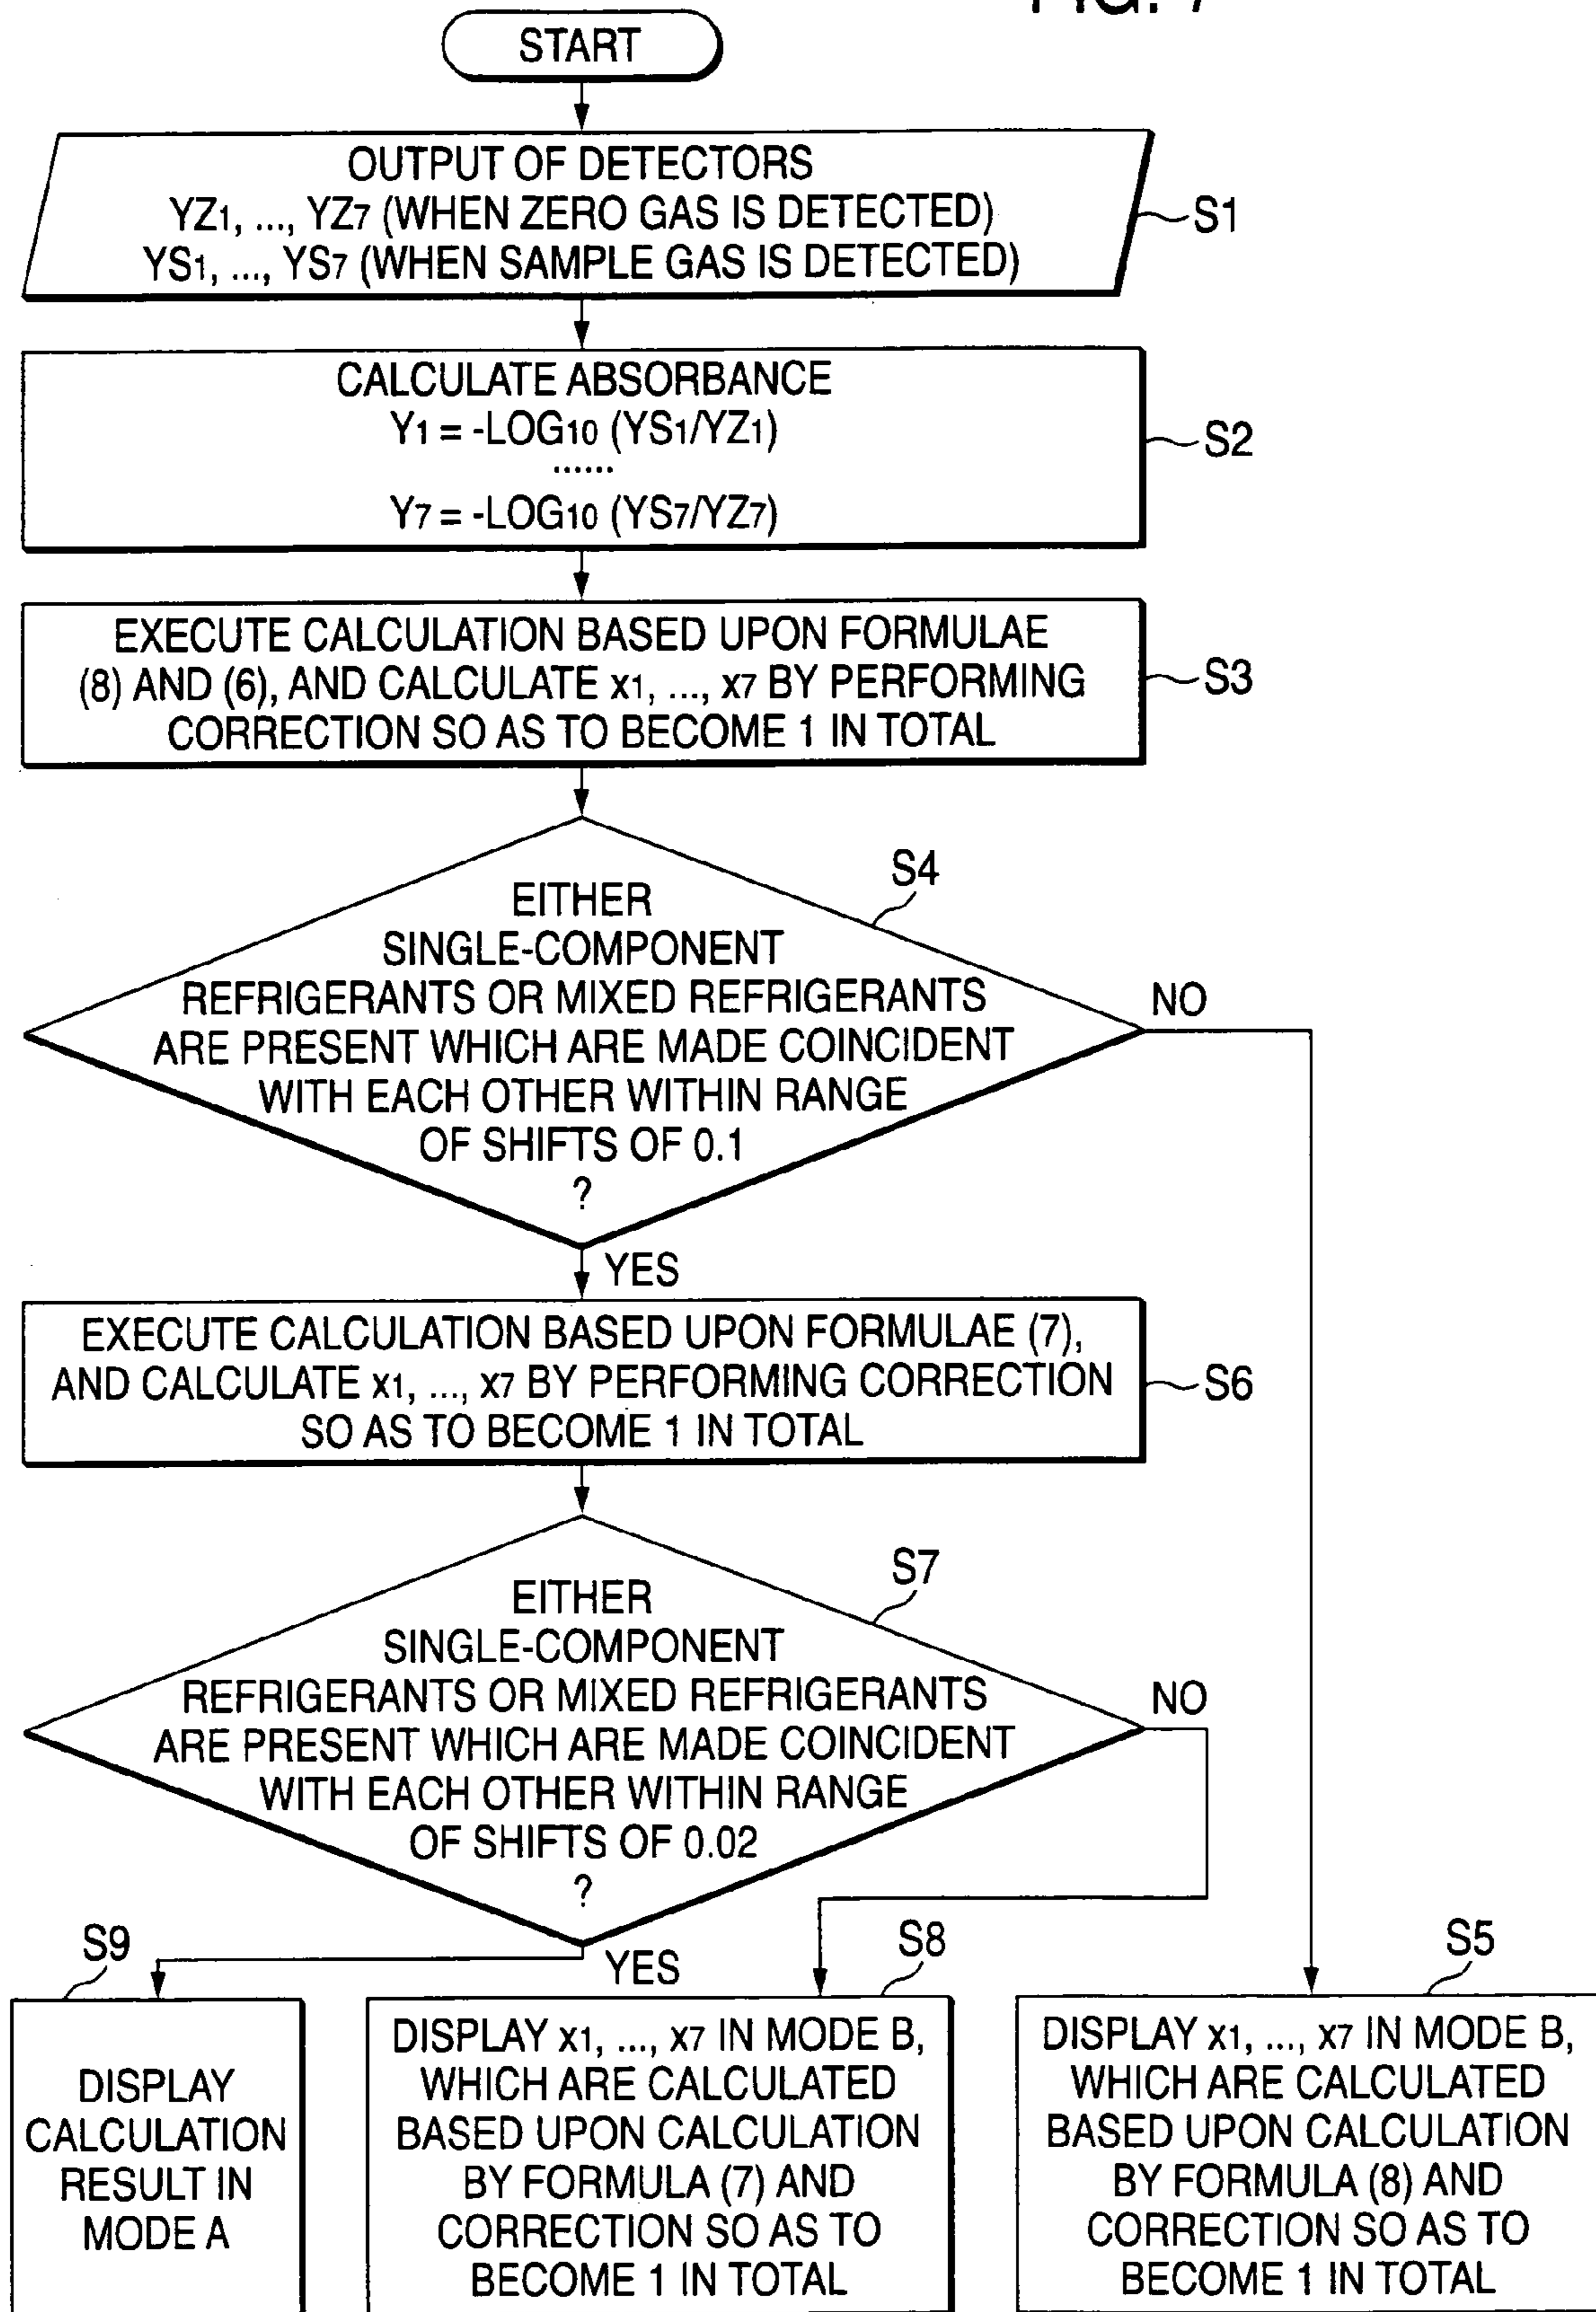 FIG. 7
START
OUTPUT OF DETECTORS
YZ1, ..., YZ7 (WHEN ZERO GAS IS DETECTED)
YS1, ..., YS7 (WHEN SAMPLE GAS IS DETECTED)
S1
CALCULATE ABSORBANCE
Y1 = -LOG10 (YS1/YZ1)
......
Y7 = -LOG10 (YS7/YZ7)
S2
EXECUTE CALCULATION BASED UPON FORMULAE
(8) AND (6), AND CALCULATE x1, ..., x7 BY PERFORMING
CORRECTION SO AS TO BECOME 1 IN TOTAL
S3
S4
EITHER
SINGLE-COMPONENT
REFRIGERANTS OR MIXED REFRIGERANTS
ARE PRESENT WHICH ARE MADE COINCIDENT
WITH EACH OTHER WITHIN RANGE
OF SHIFTS OF 0.1
?
NO
YES
EXECUTE CALCULATION BASED UPON FORMULAE (7),
AND CALCULATE x1, ..., x7 BY PERFORMING CORRECTION
SO AS TO BECOME 1 IN TOTAL
S6
S7
EITHER
SINGLE-COMPONENT
REFRIGERANTS OR MIXED REFRIGERANTS
ARE PRESENT WHICH ARE MADE COINCIDENT
WITH EACH OTHER WITHIN RANGE
OF SHIFTS OF 0.02
?
NO
YES
S9
DISPLAY
CALCULATION
RESULT IN
MODE A
S8
DISPLAY x1, ..., x7 IN MODE B,
WHICH ARE CALCULATED
BASED UPON CALCULATION
BY FORMULA (7) AND
CORRECTION SO AS TO
BECOME 1 IN TOTAL
S5
DISPLAY x1, ..., x7 IN MODE B,
WHICH ARE CALCULATED
BASED UPON CALCULATION
BY FORMULA (8) AND
CORRECTION SO AS TO
BECOME 1 IN TOTAL